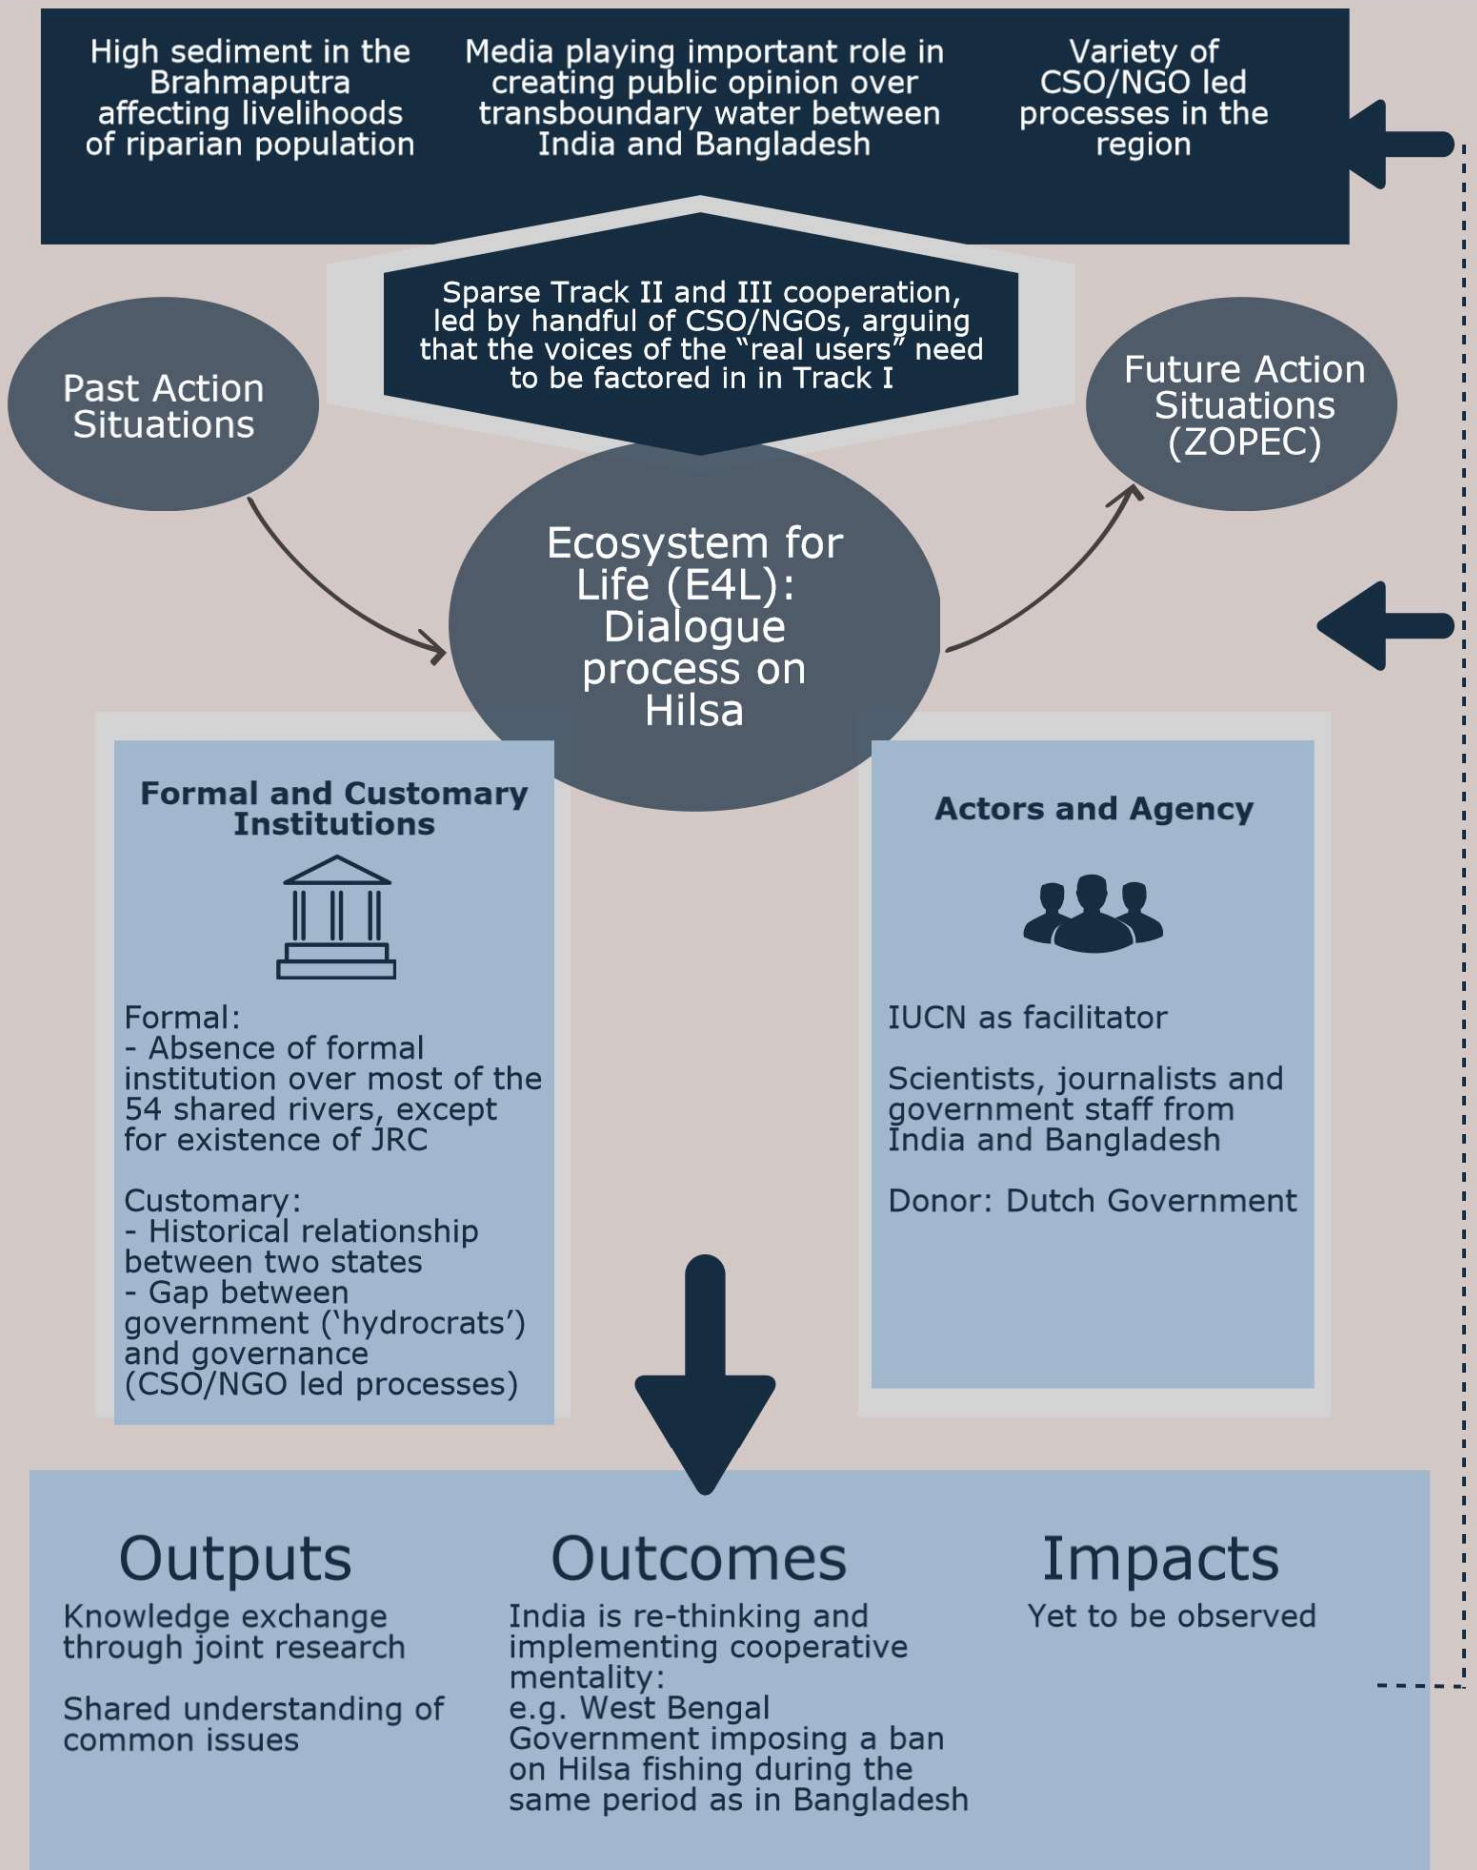 High sediment in the
Brahmaputra
affecting livelihoods
of riparian population
Media playing important role in
creating public opinion over
transboundary water between
India and Bangladesh
Variety of
CSO/NGO led
processes in the
region
Sparse Track II and III cooperation,
led by handful of CSO/NGOs, arguing
that the voices of the “real users” need
to be factored in in Track I
Past Action
Situations
Future Action
Situations
(ZOPEC)
Ecosystem for
Life (E4L):
Dialogue
process on
Hilsa
Formal and Customary
Institutions
Formal:
- Absence of formal
institution over most of the
54 shared rivers, except
for existence of JRC
Customary:
- Historical relationship
between two states
- Gap between
government (‘hydrocrats’)
and governance
(CSO/NGO led processes)
Actors and Agency
IUCN as facilitator
Scientists, journalists and
government staff from
India and Bangladesh
Donor: Dutch Government
Outputs
Knowledge exchange
through joint research
Shared understanding of
common issues
Outcomes
India is re-thinking and
implementing cooperative
mentality:
e.g. West Bengal
Government imposing a ban
on Hilsa fishing during the
same period as in Bangladesh
Impacts
Yet to be observed